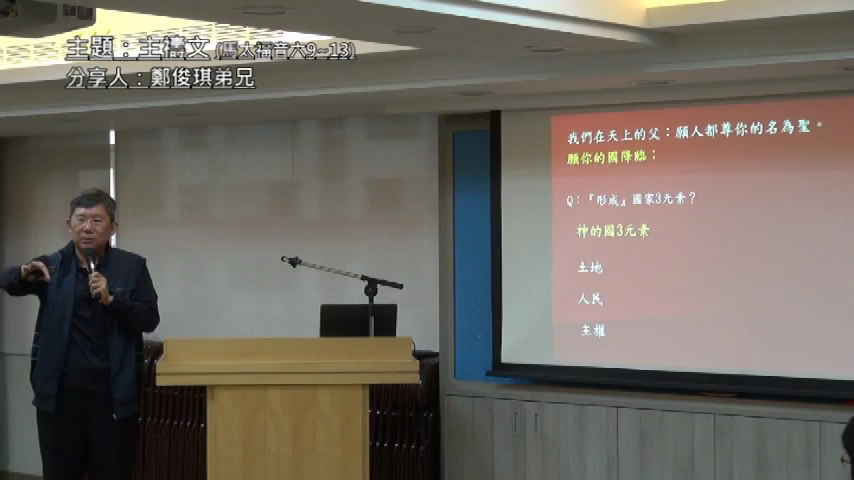 主題：主禱文 (馬太福音六9~13)
分享人：鄭俊琪弟兄
我們在天上的父：願人都尊你的名為聖。
願你的國降臨；
Q：『形成』國家3元素？
神的國3元素
土地
人民
主權